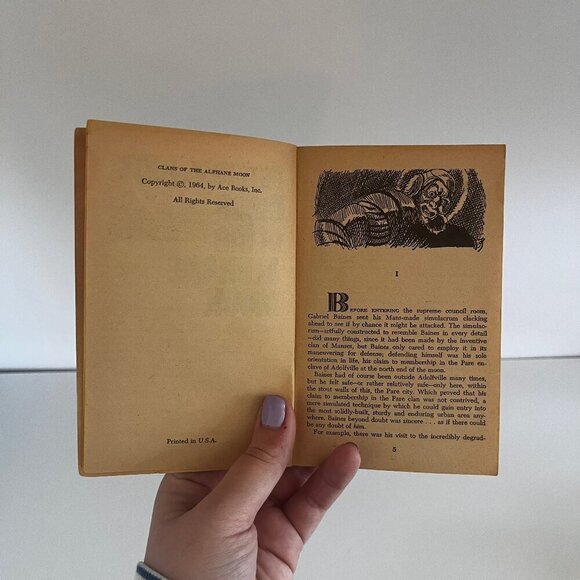 CLANS OF THE ALPHANE MOON
Copyright ©, 1964, by Ace Books, Inc.
All Rights Reserved
Printed in U.S.A.
I
BEFORE ENTERING the supreme council room,
Gabriel Baines sent his Mans-made simulacrum clacking
ahead to see if by chance it might be attacked. The simulac-
rum—artfully constructed to resemble Baines in every detail
—did many things, since it had been made by the inventive
clan of Manses, but Baines only cared to employ it in its
maneuvering for defense; defending himself was his sole
orientation in life, his claim to membership in the Pare en-
clave of Adolfville at the north end of the moon.
Baines had of course been outside Adolfville many times,
but he felt safe—or rather relatively safe—only here, within
the stout walls of this, the Pare city. Which proved that his
claim to membership in the Pare clan was not contrived, a
mere simulated technique by which he could gain entry into
the most solidly-built, sturdy and enduring urban area any-
where. Baines beyond doubt was sincere . . . as if there could
be any doubt of him.
For example, there was his visit to the incredibly degrad-
5